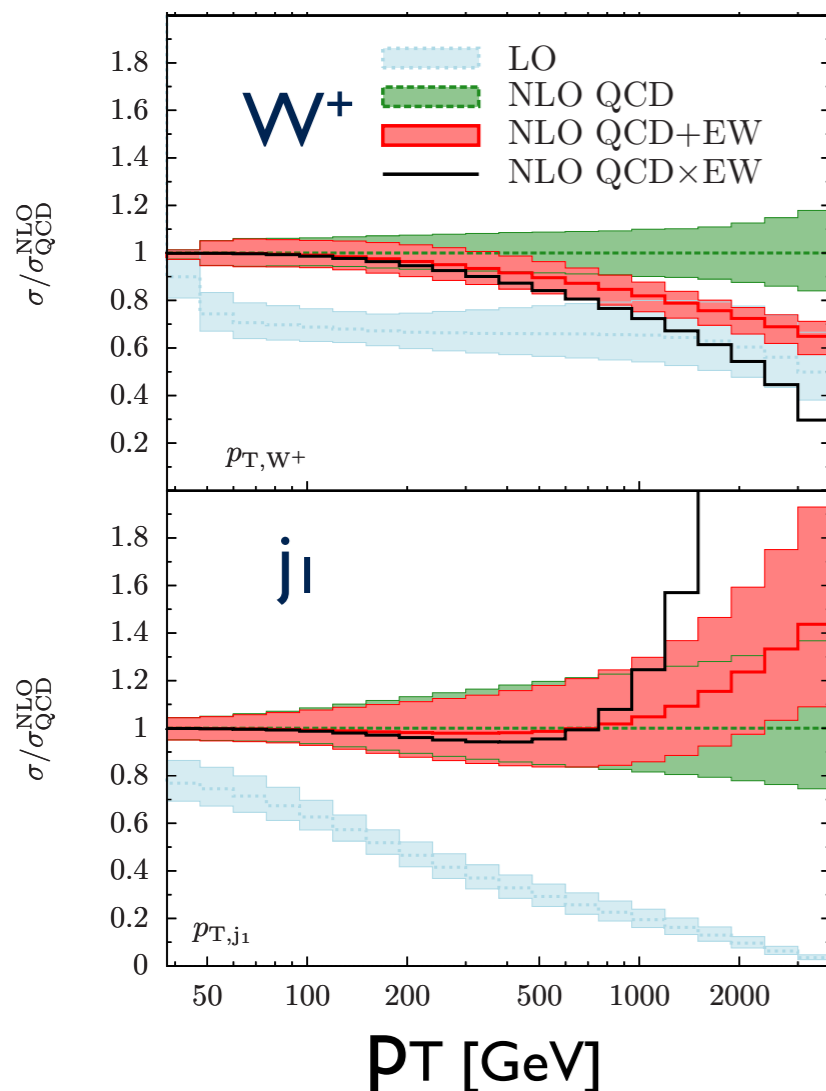 1.8
1.6
1.4
1.2
1
0.8
0.6
0.4
0.2
σ/σ^NLO_QCD
W+
LO
NLO QCD
NLO QCD+EW
NLO QCD×EW
p_T,W+
1.8
1.6
1.4
1.2
1
0.8
0.6
0.4
0.2
0
σ/σ^NLO_QCD
j1
p_T,j1
50 100 200 500 1000 2000
pT [GeV]